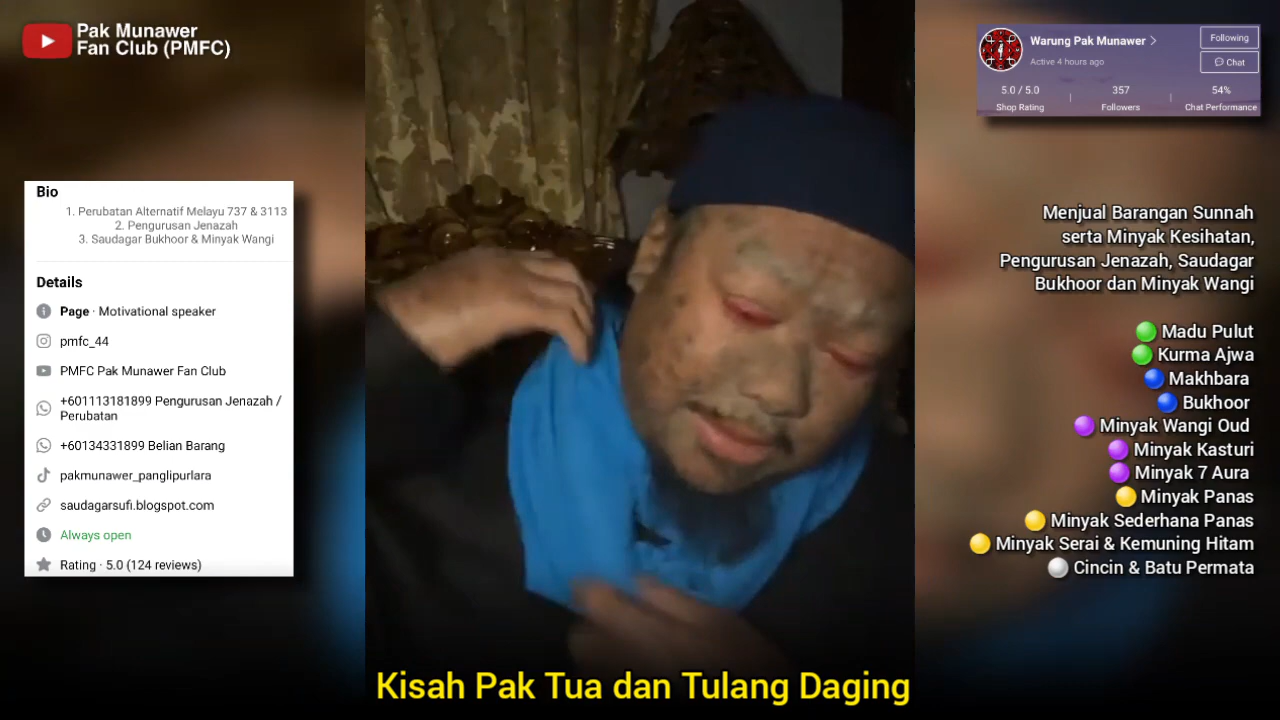 Pak Munawer
Fan Club (PMFC)
Bio
1. Perubatan Alternatif Melayu 737 & 3113
2. Pengurusan Jenazah
3. Saudagar Bukhoor & Minyak Wangi
Details
Page · Motivational speaker
pmfc_44
PMFC Pak Munawer Fan Club
+601113181899 Pengurusan Jenazah /
Perubatan
+60134331899 Belian Barang
pakmunawer_panglipurlara
saudagarsufi.blogspot.com
Always open
Rating · 5.0 (124 reviews)
Warung Pak Munawer >
Following
Active 4 hours ago
Chat
5.0 / 5.0
357
54%
Shop Rating
Followers
Chat Performance
Menjual Barangan Sunnah
serta Minyak Kesihatan,
Pengurusan Jenazah, Saudagar
Bukhoor dan Minyak Wangi
Madu Pulut
Kurma Ajwa
Makhbara
Bukhoor
Minyak Wangi Oud
Minyak Kasturi
Minyak 7 Aura
Minyak Panas
Minyak Sederhana Panas
Minyak Serai & Kemuning Hitam
Cincin & Batu Permata
Kisah Pak Tua dan Tulang Daging